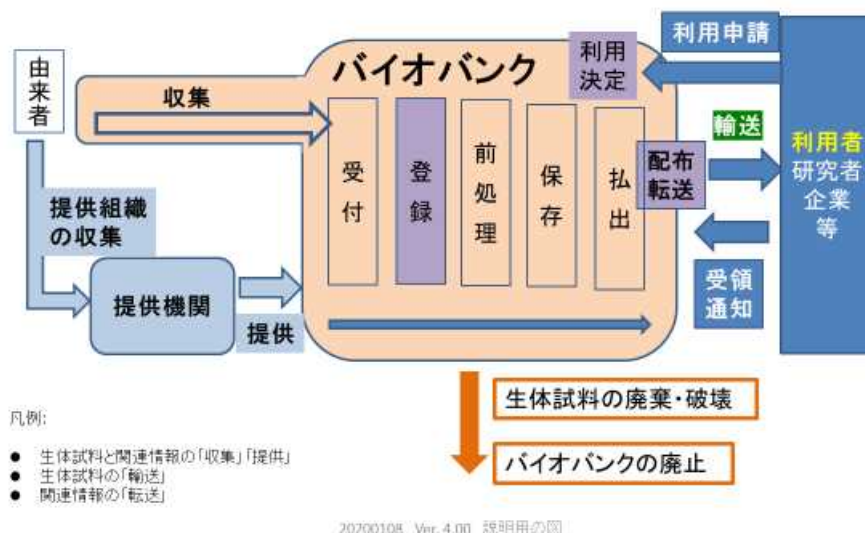 バイオバンク
利用
決定
利用申請
由
来
者
収集
受
付
登
録
前
処
理
保
存
払
出
配布
転送
輸送
利用者
研究者
企業
等
提供組織
の収集
提供機関
提供
受領
通知
生体試料の廃棄・破壊
バイオバンクの廃止
凡例:
● 生体試料と関連情報の「収集」「提供」
● 生体試料の「輸送」
● 関連情報の「転送」
20200108 Ver. 4.00 説明用の図